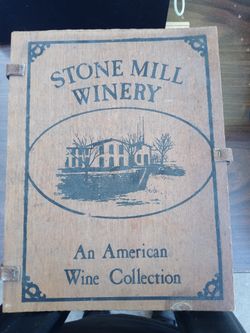 STONE MILL
WINERY
An American
Wine Collection